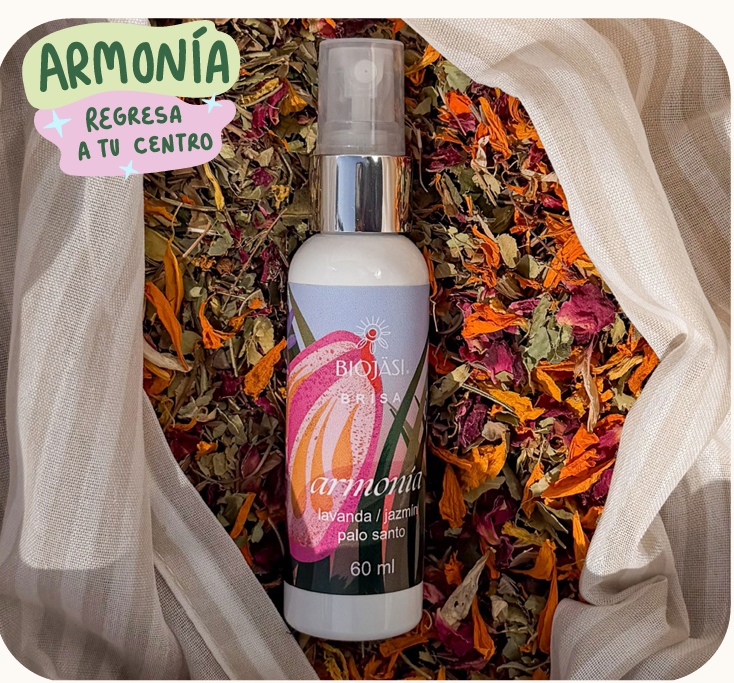 ARMONÍA
REGRESA
A TU CENTRO
BIOJÄSI
BRISA
armonía
lavanda / jazmín
palo santo
60 ml